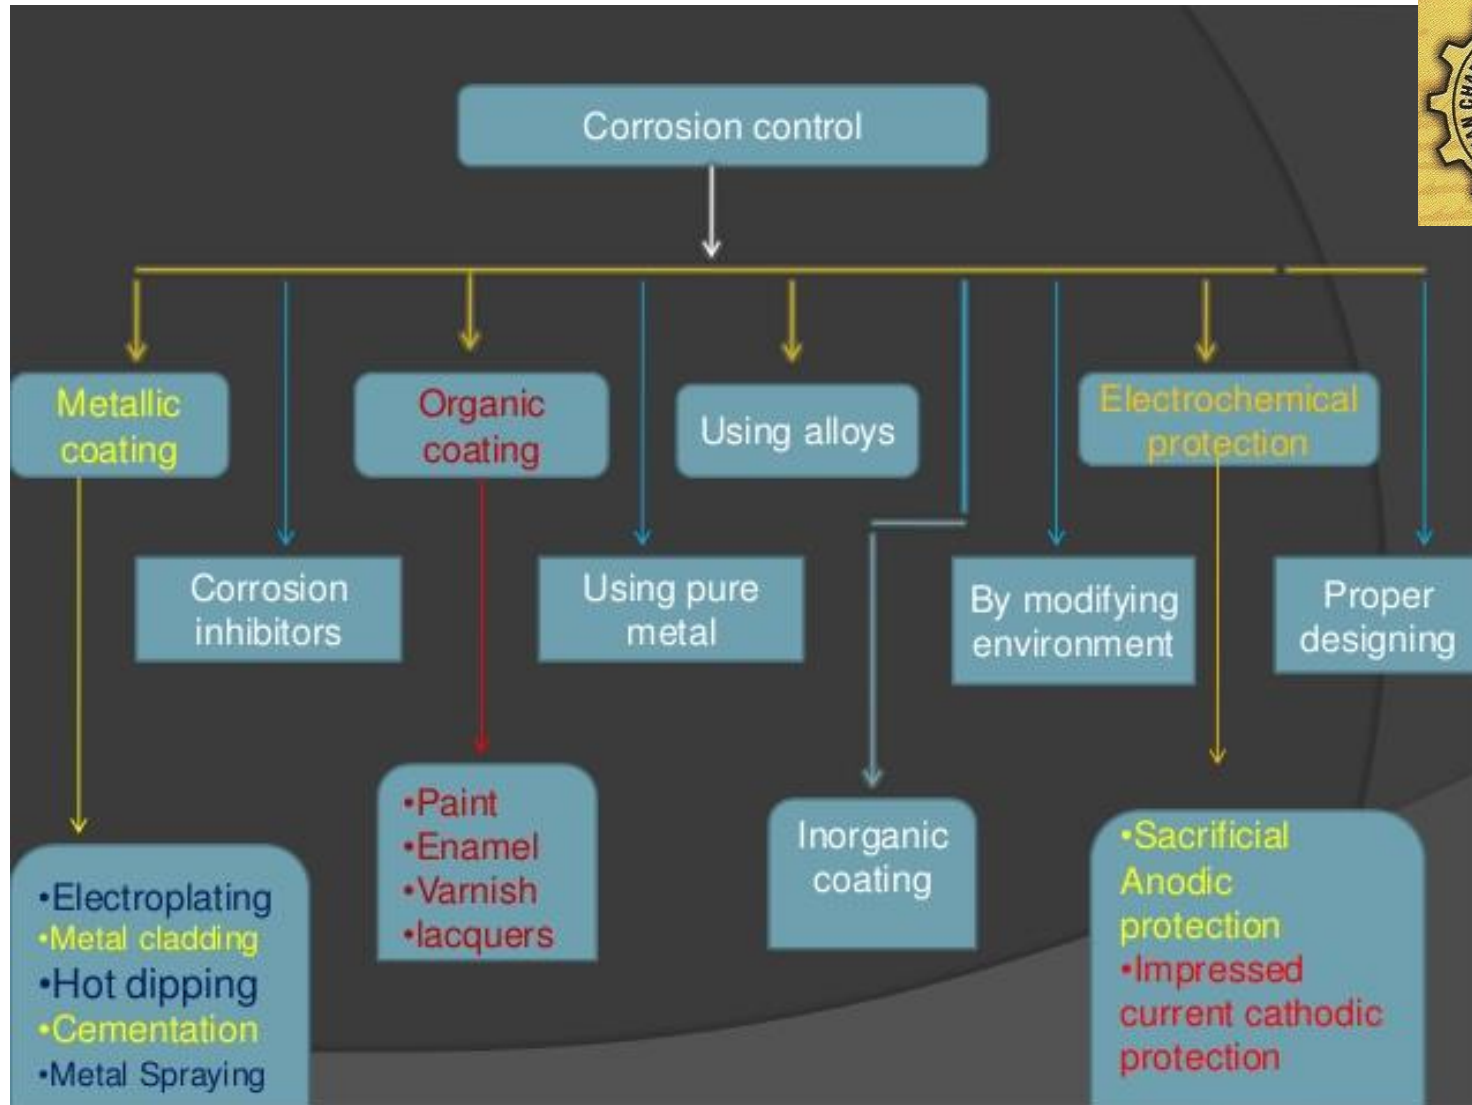 Corrosion control
Metallic
coating
Organic
coating
Using alloys
Electrochemical
protection
Corrosion
inhibitors
Using pure
metal
By modifying
environment
Proper
designing
•Paint
•Enamel
•Varnish
•lacquers
Inorganic
coating
•Sacrificial
Anodic
protection
•Impressed
current cathodic
protection
•Electroplating
•Metal cladding
•Hot dipping
•Cementation
•Metal Spraying